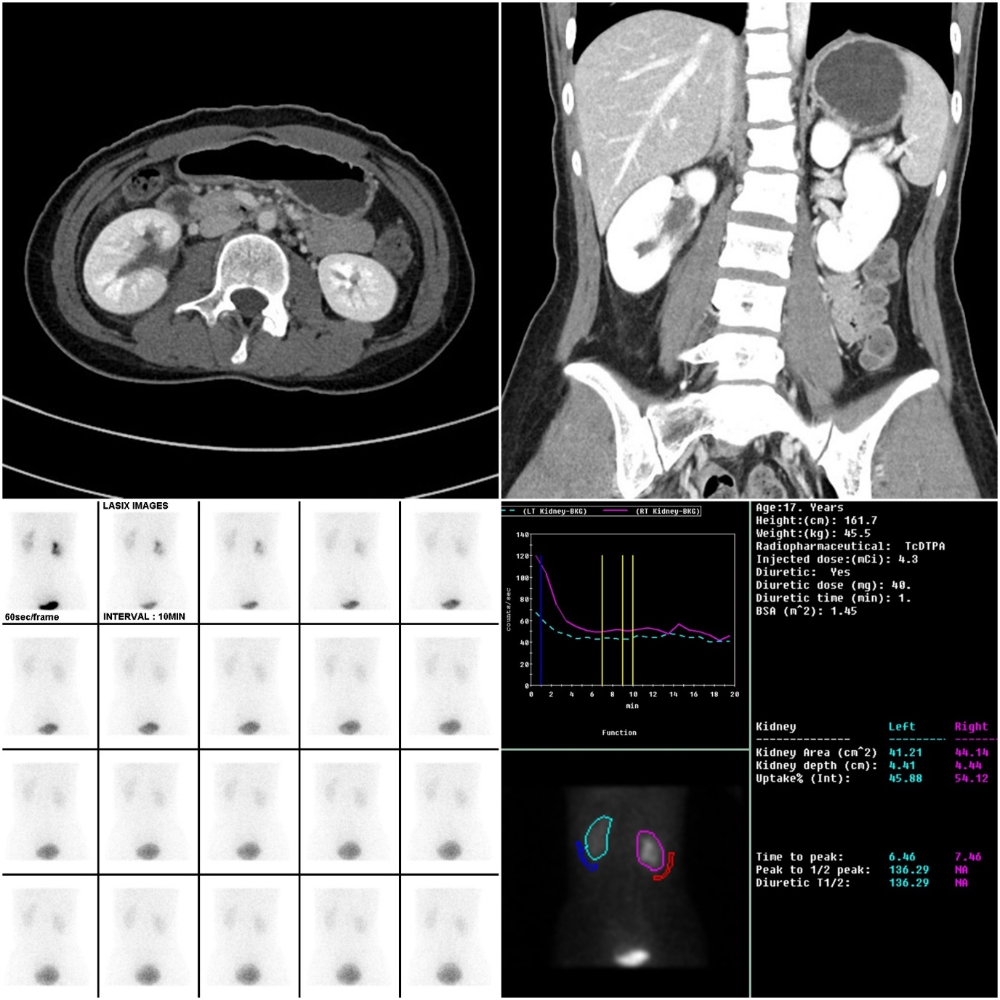 LASIX IMAGES
60sec/frame
INTERVAL : 10MIN
(LT Kidney-BKG) (RT Kidney-BKG)
140
120
100
80
60
40
20
0
counts/sec
0 2 4 6 8 10 12 14 16 18 20
min
Function
Age:17. Years
Height:(cm): 161.7
Weight:(kg): 45.5
Radiopharmaceutical: TcDTPA
Injected dose:(mCi): 4.3
Diuretic: Yes
Diuretic dose (mg): 40.
Diuretic time (min): 1.
BSA (m^2): 1.45
Kidney Left Right
Kidney Area (cm^2) 41.21 44.14
Kidney depth (cm): 4.41 4.44
Uptake% (Int): 45.88 54.12
Time to peak: 6.46 7.46
Peak to 1/2 peak: 136.29 NA
Diuretic T1/2: 136.29 NA